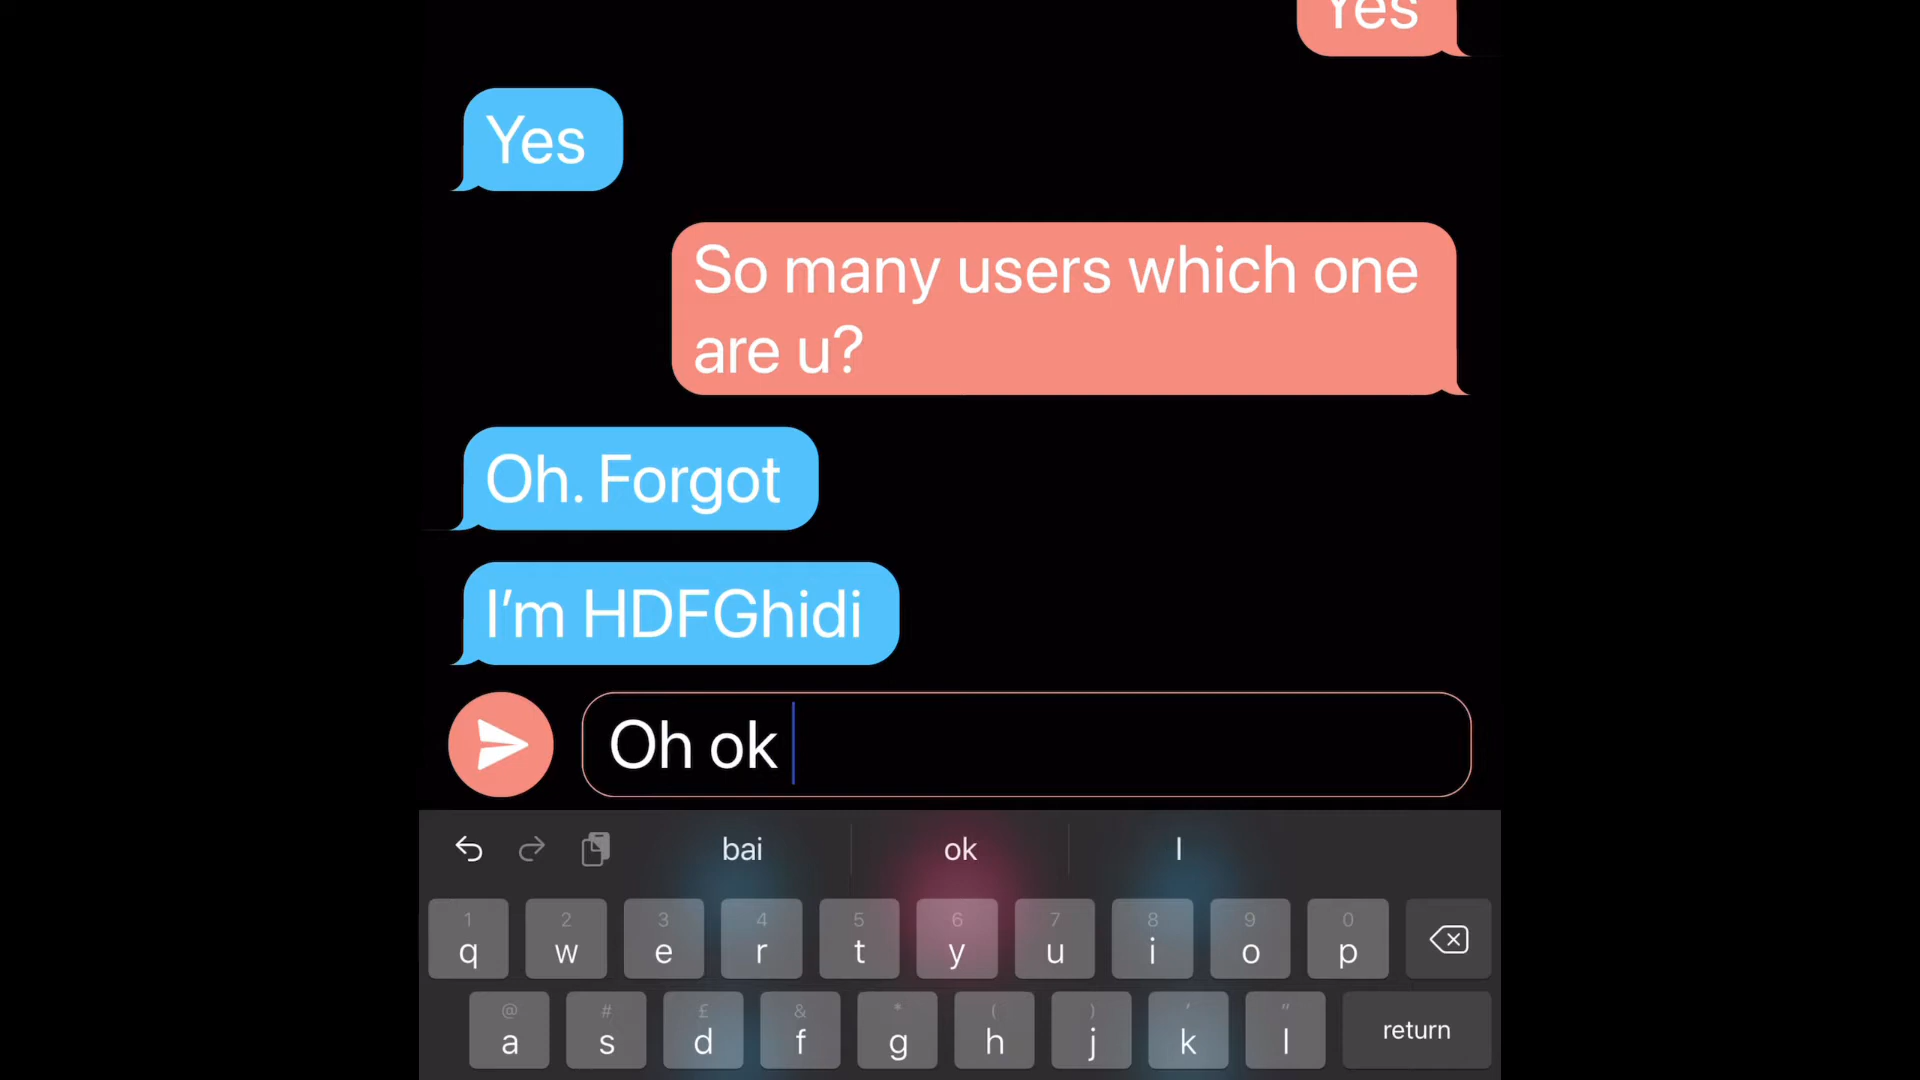 Yes
Yes
So many users which one
are u?
Oh. Forgot
I’m HDFGhidi
Oh ok
bai ok I
1 2 3 4 5 6 7 8 9 0
q w e r t y u i o p
@ # £ & * ( ) ’ ”
a s d f g h j k l return